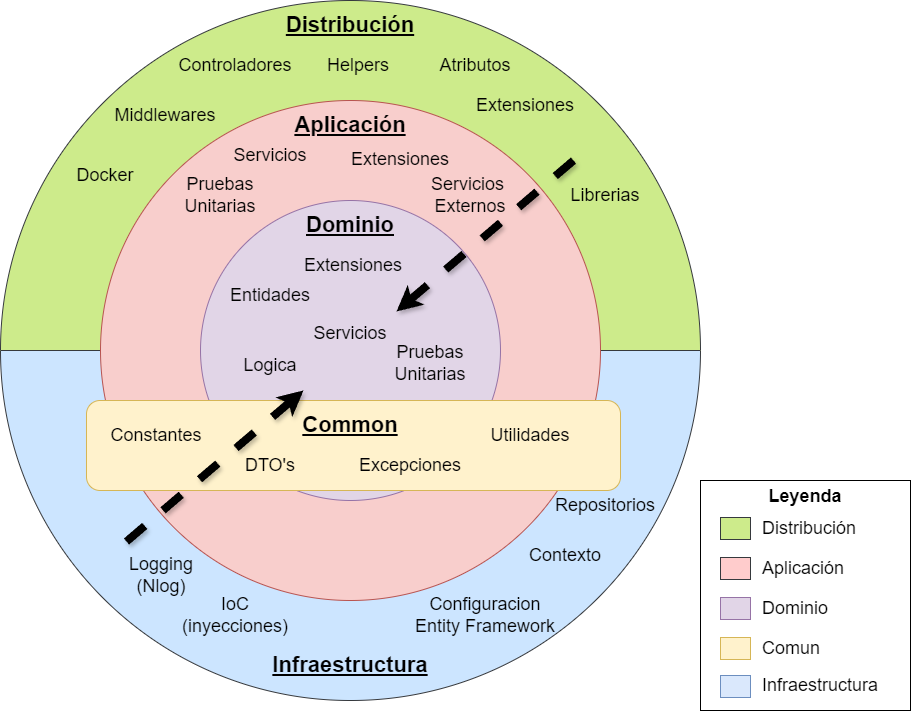 Distribución
Controladores
Helpers
Atributos
Middlewares
Extensiones
Docker
Librerias
Aplicación
Servicios
Extensiones
Pruebas
Unitarias
Servicios
Externos
Dominio
Extensiones
Entidades
Servicios
Logica
Pruebas
Unitarias
Common
Constantes
Utilidades
DTO's
Excepciones
Repositorios
Contexto
Logging
(Nlog)
IoC
(inyecciones)
Configuracion
Entity Framework
Infraestructura
Leyenda
Distribución
Aplicación
Dominio
Comun
Infraestructura